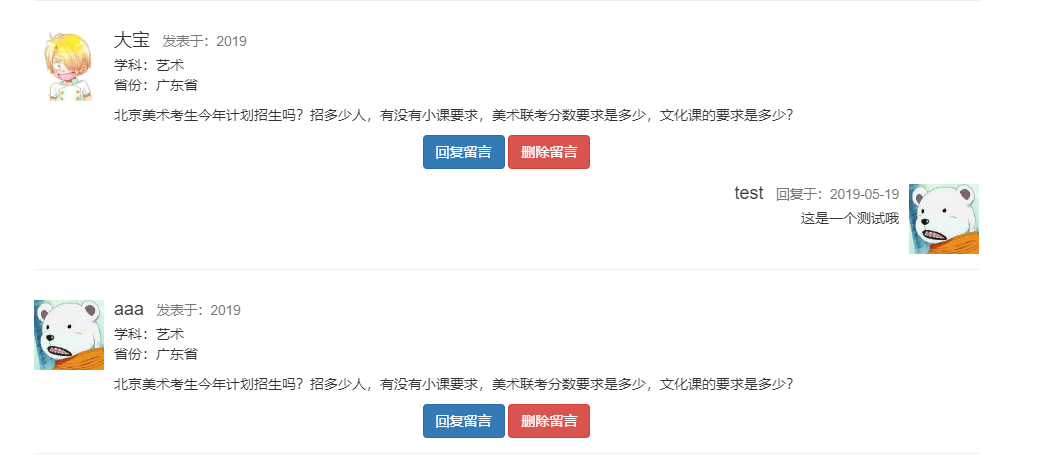 大宝 发表于：2019
学科：艺术
省份：广东省
北京美术考生今年计划招生吗？招多少人，有没有小课要求，美术联考分数要求是多少，文化课的要求是多少？
回复留言 删除留言
test 回复于：2019-05-19
这是一个测试哦
aaa 发表于：2019
学科：艺术
省份：广东省
北京美术考生今年计划招生吗？招多少人，有没有小课要求，美术联考分数要求是多少，文化课的要求是多少？
回复留言 删除留言